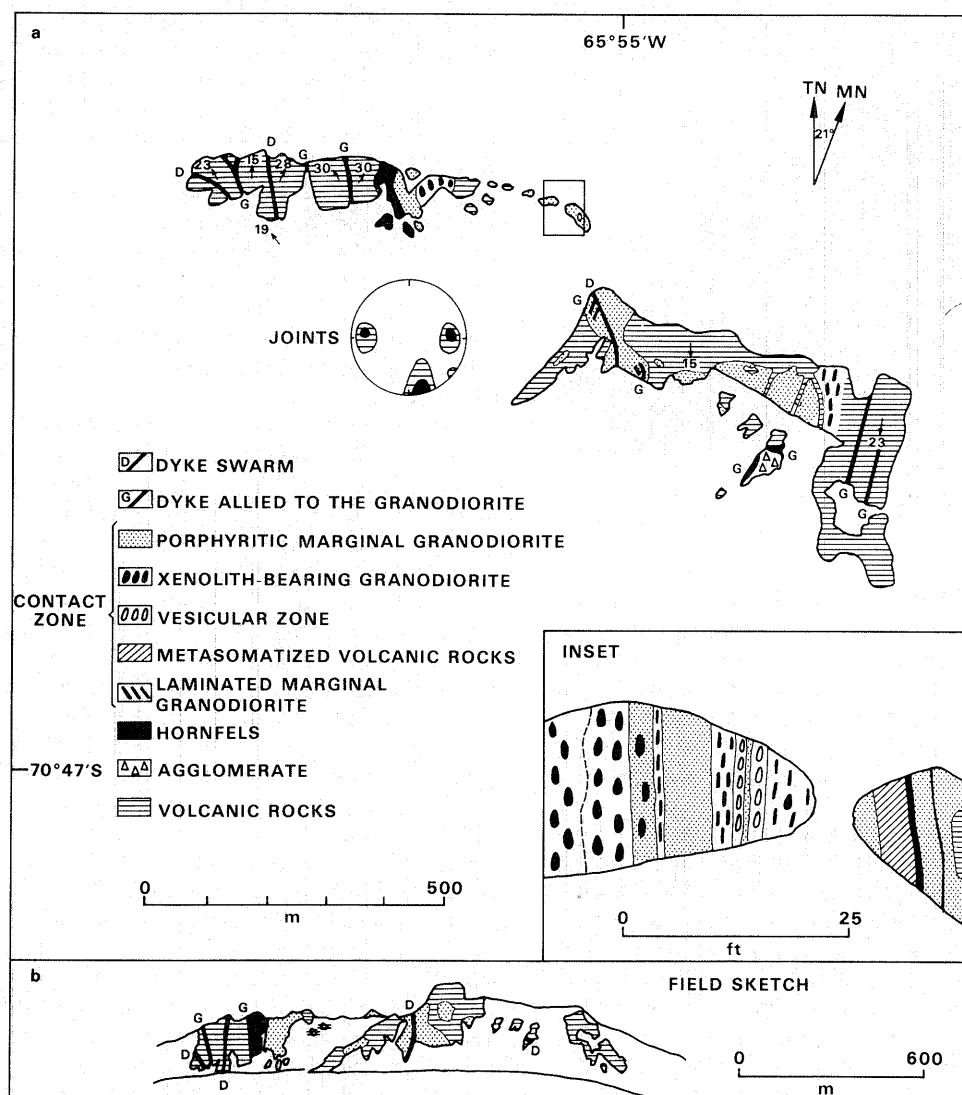 a
65°55'W
TN MN
21°
D
G
D
23
15
28
30
30
D
G
19
JOINTS
D
G
15
G
23
G
G
G
G
D DYKE SWARM
G DYKE ALLIED TO THE GRANODIORITE
PORPHYRITIC MARGINAL GRANODIORITE
XENOLITH-BEARING GRANODIORITE
CONTACT
ZONE
VESICULAR ZONE
METASOMATIZED VOLCANIC ROCKS
LAMINATED MARGINAL
GRANODIORITE
HORNFELS
70°47'S
AGGLOMERATE
VOLCANIC ROCKS
0
500
m
INSET
0
25
ft
b
FIELD SKETCH
G
G
D
D
D
D
0
600
m